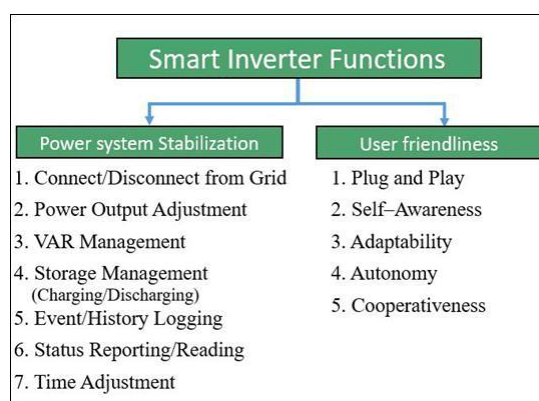 Smart Inverter Functions
Power system Stabilization
1. Connect/Disconnect from Grid
2. Power Output Adjustment
3. VAR Management
4. Storage Management
(Charging/Discharging)
5. Event/History Logging
6. Status Reporting/Reading
7. Time Adjustment
User friendliness
1. Plug and Play
2. Self–Awareness
3. Adaptability
4. Autonomy
5. Cooperativeness